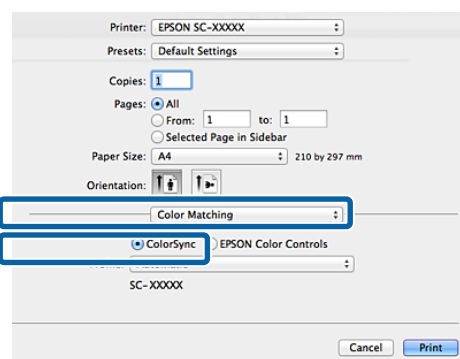 Printer: EPSON SC-XXXXX
Presets: Default Settings
Copies: 1
Pages: All
From: 1 to: 1
Selected Page in Sidebar
Paper Size: A4 210 by 297 mm
Orientation:
Color Matching
ColorSync EPSON Color Controls
SC-XXXXX
Cancel Print